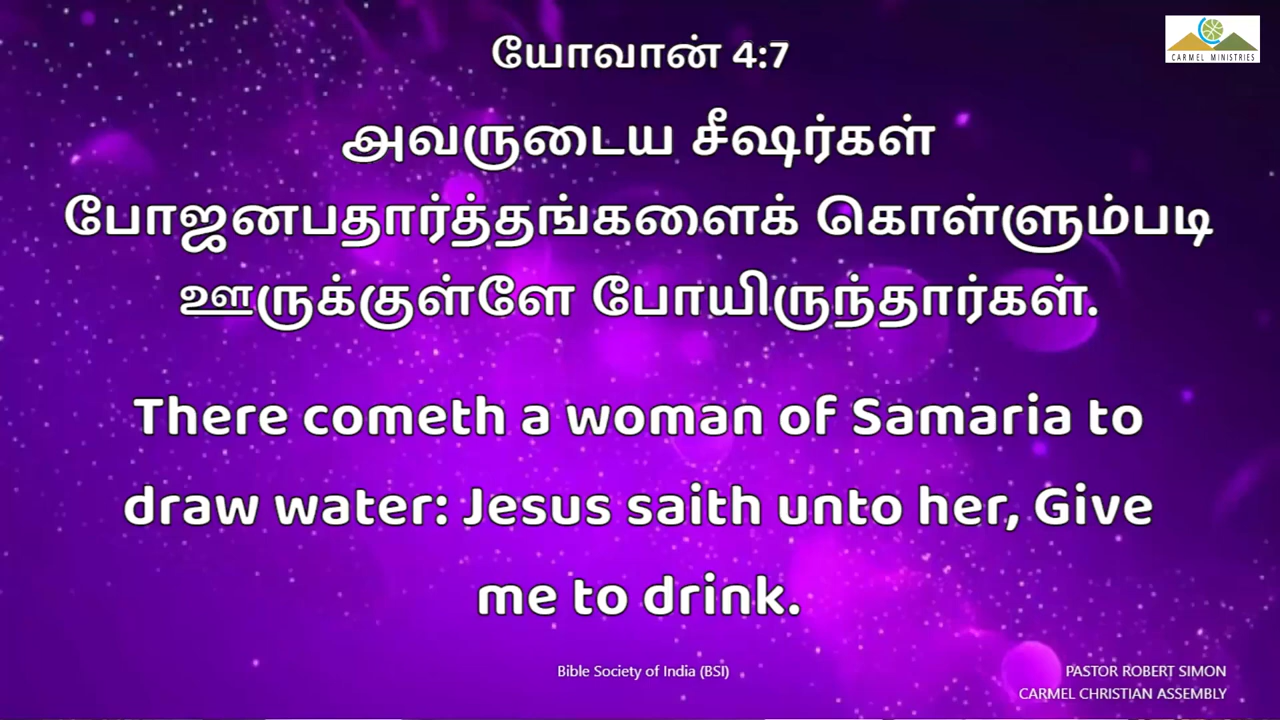 CARMEL MINISTRIES
யோவான் 4:7
அவருடைய சீஷர்கள்
போஜனபதார்த்தங்களைக் கொள்ளும்படி
ஊருக்குள்ளே போயிருந்தார்கள்.
There cometh a woman of Samaria to
draw water: Jesus saith unto her, Give
me to drink.
Bible Society of India (BSI)
PASTOR ROBERT SIMON
CARMEL CHRISTIAN ASSEMBLY